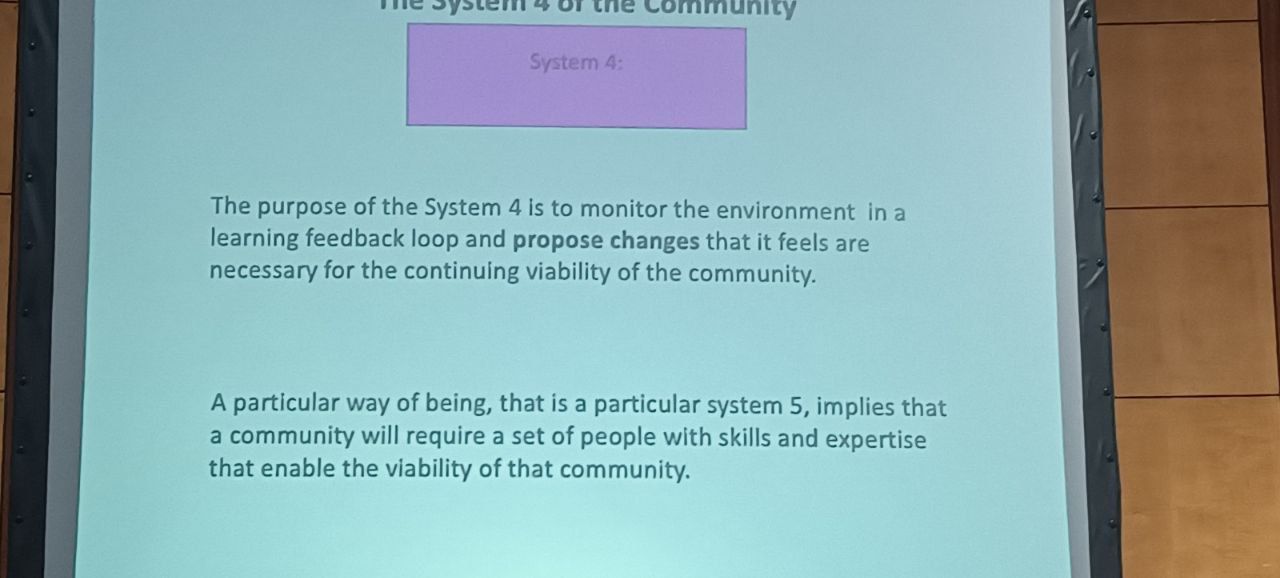 The System 4 of the Community
System 4:
The purpose of the System 4 is to monitor the environment in a
learning feedback loop and propose changes that it feels are
necessary for the continuing viability of the community.
A particular way of being, that is a particular system 5, implies that
a community will require a set of people with skills and expertise
that enable the viability of that community.